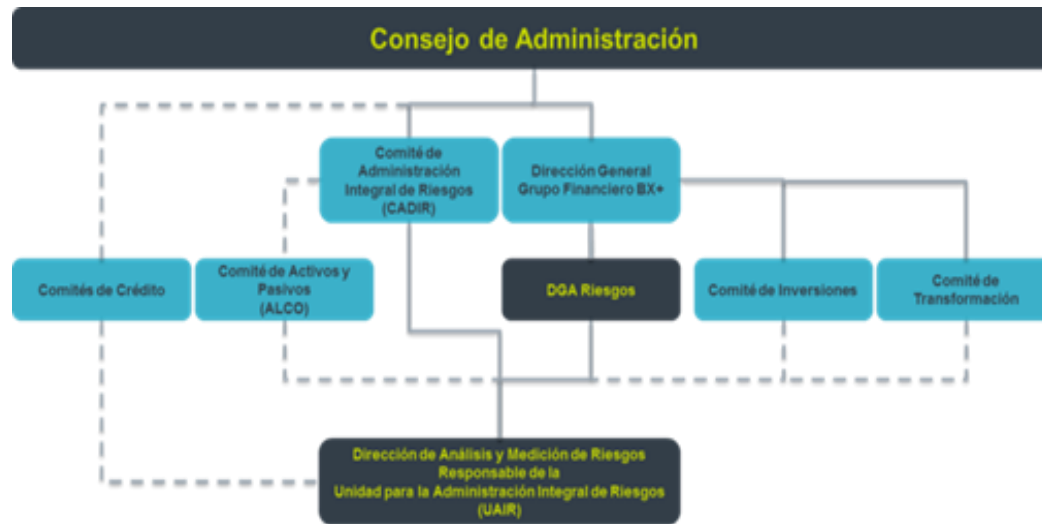 Consejo de Administración
Comité de
Administración
Integral de Riesgos
(CADIR)
Dirección General
Grupo Financiero BX+
Comités de Crédito
Comité de Activos y
Pasivos
(ALCO)
DGA Riesgos
Comité de Inversiones
Comité de
Transformación
Dirección de Análisis y Medición de Riesgos
Responsable de la
Unidad para la Administración Integral de Riesgos
(UAIR)